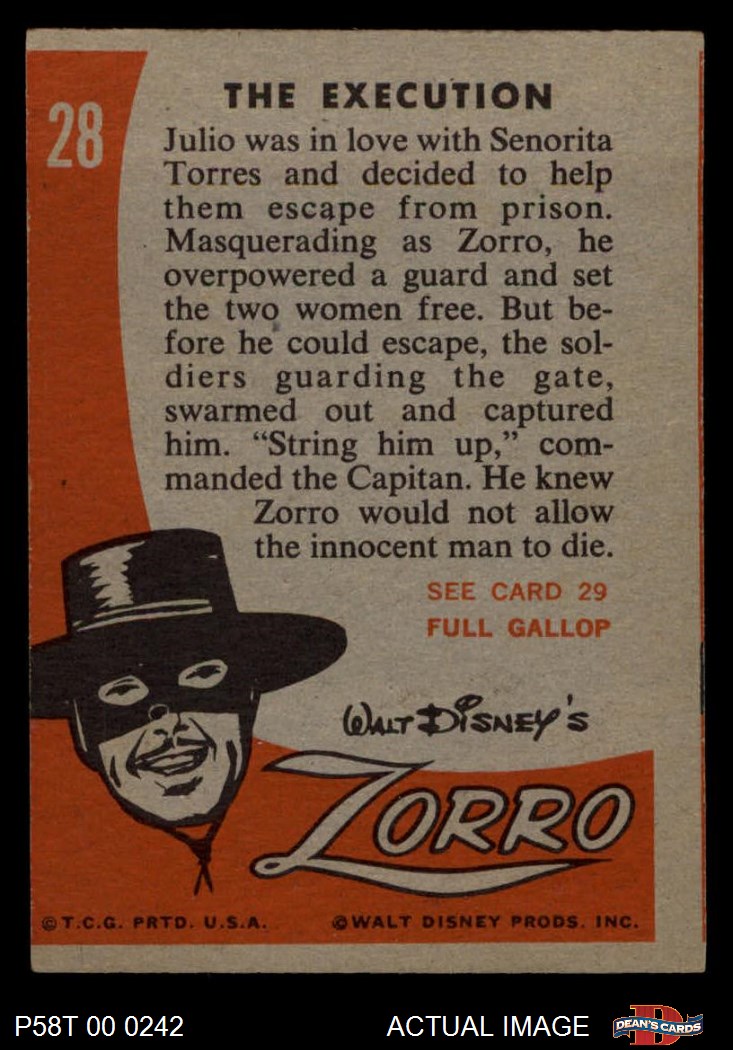 28
THE EXECUTION
Julio was in love with Senorita
Torres and decided to help
them escape from prison.
Masquerading as Zorro, he
overpowered a guard and set
the two women free. But be-
fore he could escape, the sol-
diers guarding the gate,
swarmed out and captured
him. “String him up,” com-
manded the Capitan. He knew
Zorro would not allow
the innocent man to die.
SEE CARD 29
FULL GALLOP
WALT DISNEY'S
ZORRO
©T.C.G. PRTD. U.S.A. ©WALT DISNEY PRODS. INC.
P58T 00 0242 ACTUAL IMAGE D DEAN'S CARDS